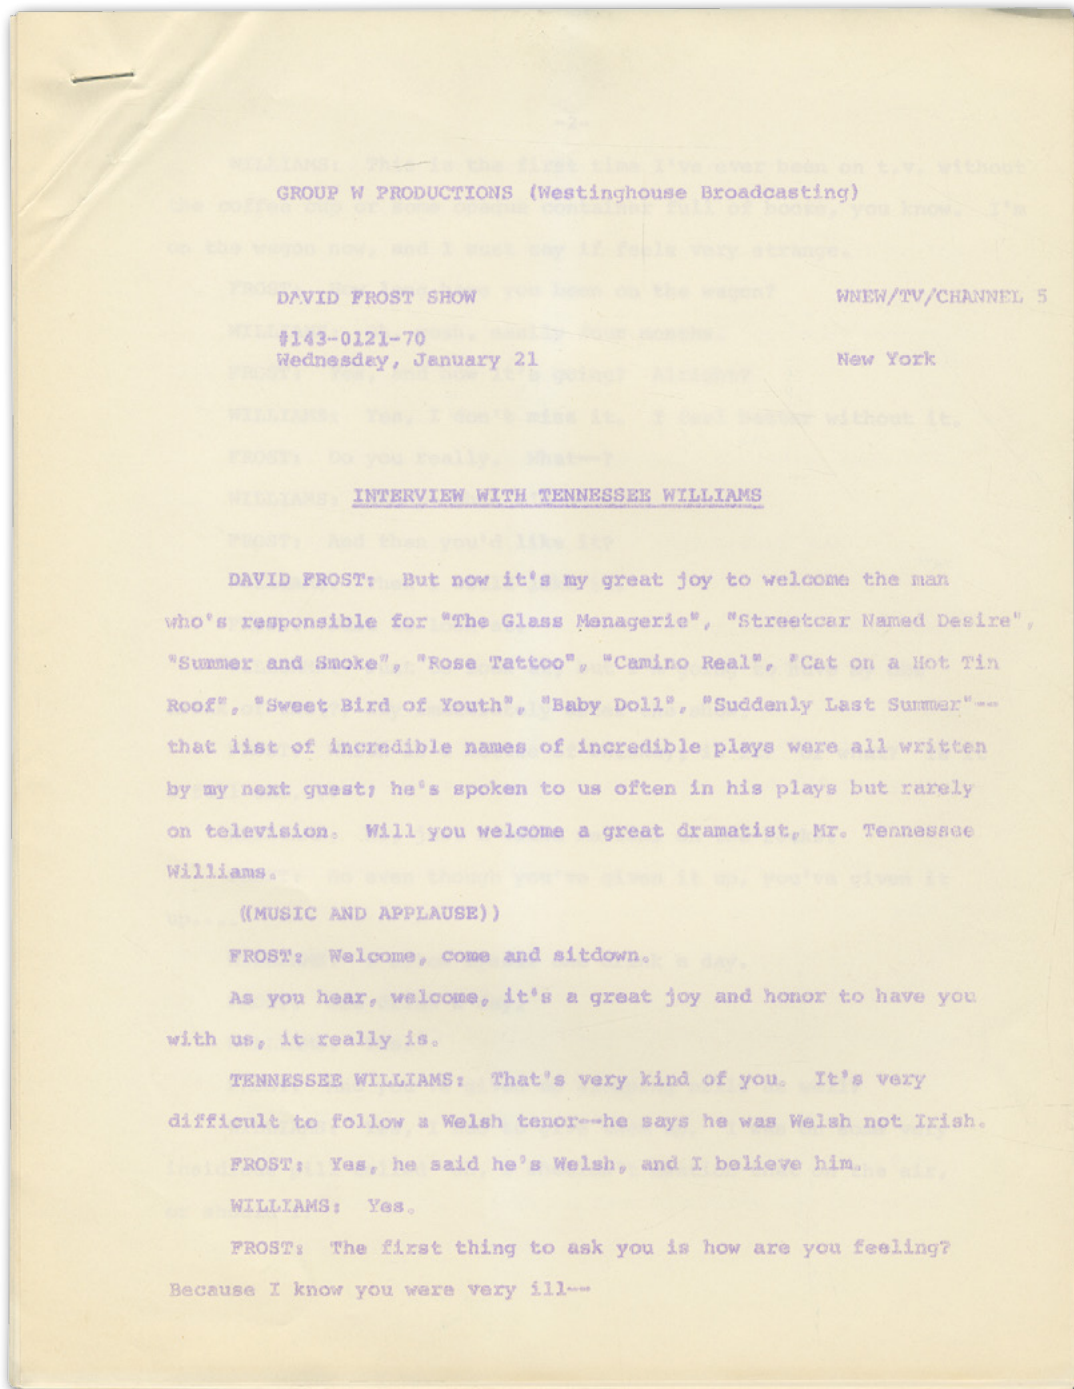 GROUP W PRODUCTIONS (Westinghouse Broadcasting)
DAVID FROST SHOW WNEW/TV/CHANNEL 5
#143-0121-70
Wednesday, January 21 New York
INTERVIEW WITH TENNESSEE WILLIAMS
DAVID FROST: But now it's my great joy to welcome the man
who's responsible for "The Glass Menagerie", "Streetcar Named Desire",
"Summer and Smoke", "Rose Tattoo", "Camino Real", "Cat on a Hot Tin
Roof", "Sweet Bird of Youth", "Baby Doll", "Suddenly Last Summer"--
that list of incredible names of incredible plays were all written
by my next guest; he's spoken to us often in his plays but rarely
on television. Will you welcome a great dramatist, Mr. Tennessee
Williams.
((MUSIC AND APPLAUSE))
FROST: Welcome, come and sitdown.
As you hear, welcome, it's a great joy and honor to have you
with us, it really is.
TENNESSEE WILLIAMS: That's very kind of you. It's very
difficult to follow a Welsh tenor--he says he was Welsh not Irish.
FROST: Yes, he said he's Welsh, and I believe him.
WILLIAMS: Yes.
FROST: The first thing to ask you is how are you feeling?
Because I know you were very ill--